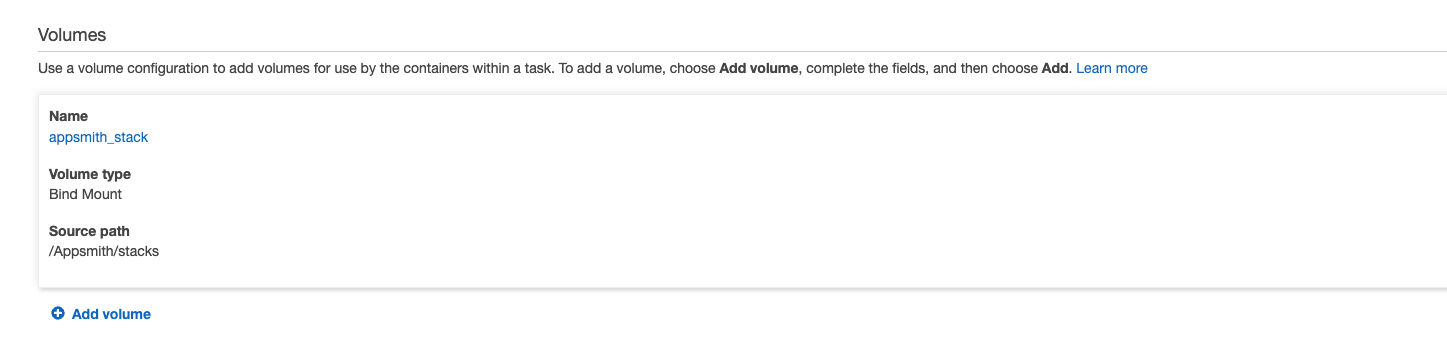 Volumes
Use a volume configuration to add volumes for use by the containers within a task. To add a volume, choose Add volume, complete the fields, and then choose Add. Learn more
Name
appsmith_stack
Volume type
Bind Mount
Source path
/Appsmith/stacks
Add volume